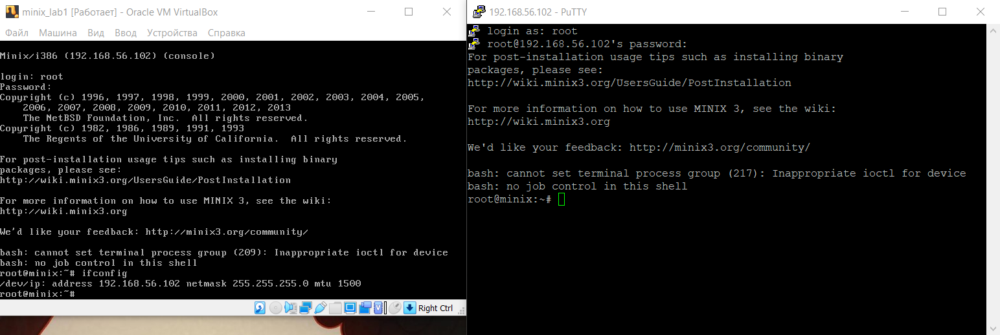 minix_lab1 [Работает] - Oracle VM VirtualBox
Файл Машина Вид Ввод Устройства Справка
Minix/i386 (192.168.56.102) (console)
login: root
Password:
Copyright (c) 1996, 1997, 1998, 1999, 2000, 2001, 2002, 2003, 2004, 2005,
2006, 2007, 2008, 2009, 2010, 2011, 2012, 2013
The NetBSD Foundation, Inc.  All rights reserved.
Copyright (c) 1982, 1986, 1989, 1991, 1993
The Regents of the University of California.  All rights reserved.
For post-installation usage tips such as installing binary
packages, please see:
http://wiki.minix3.org/UsersGuide/PostInstallation
For more information on how to use MINIX 3, see the wiki:
http://wiki.minix3.org
We'd like your feedback: http://minix3.org/community/
bash: cannot set terminal process group (209): Inappropriate ioctl for device
bash: no job control in this shell
root@minix:~# ifconfig
/dev/ip: address 192.168.56.102 netmask 255.255.255.0 mtu 1500
root@minix:~#
Right Ctrl
192.168.56.102 - PuTTY
login as: root
root@192.168.56.102's password:
For post-installation usage tips such as installing binary
packages, please see:
http://wiki.minix3.org/UsersGuide/PostInstallation
For more information on how to use MINIX 3, see the wiki:
http://wiki.minix3.org
We'd like your feedback: http://minix3.org/community/
bash: cannot set terminal process group (217): Inappropriate ioctl for device
bash: no job control in this shell
root@minix:~#